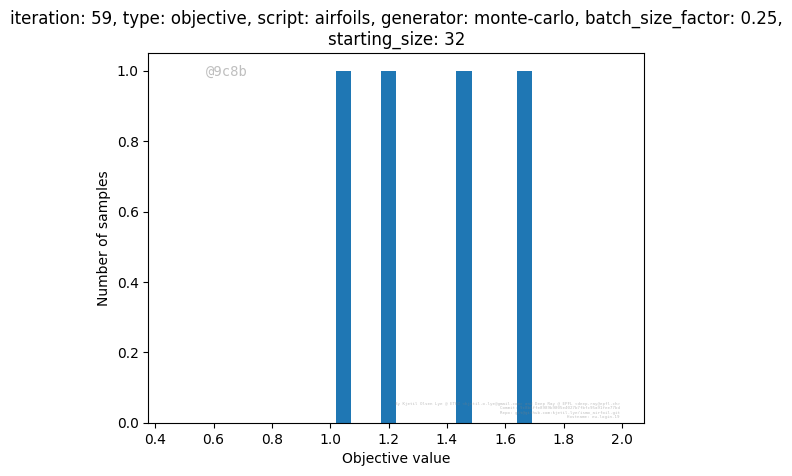 iteration: 59, type: objective, script: airfoils, generator: monte-carlo, batch_size_factor: 0.25,
starting_size: 32
@9c8b
1.0
0.8
0.6
0.4
0.2
0.0
Number of samples
0.4 0.6 0.8 1.0 1.2 1.4 1.6 1.8 2.0
Objective value